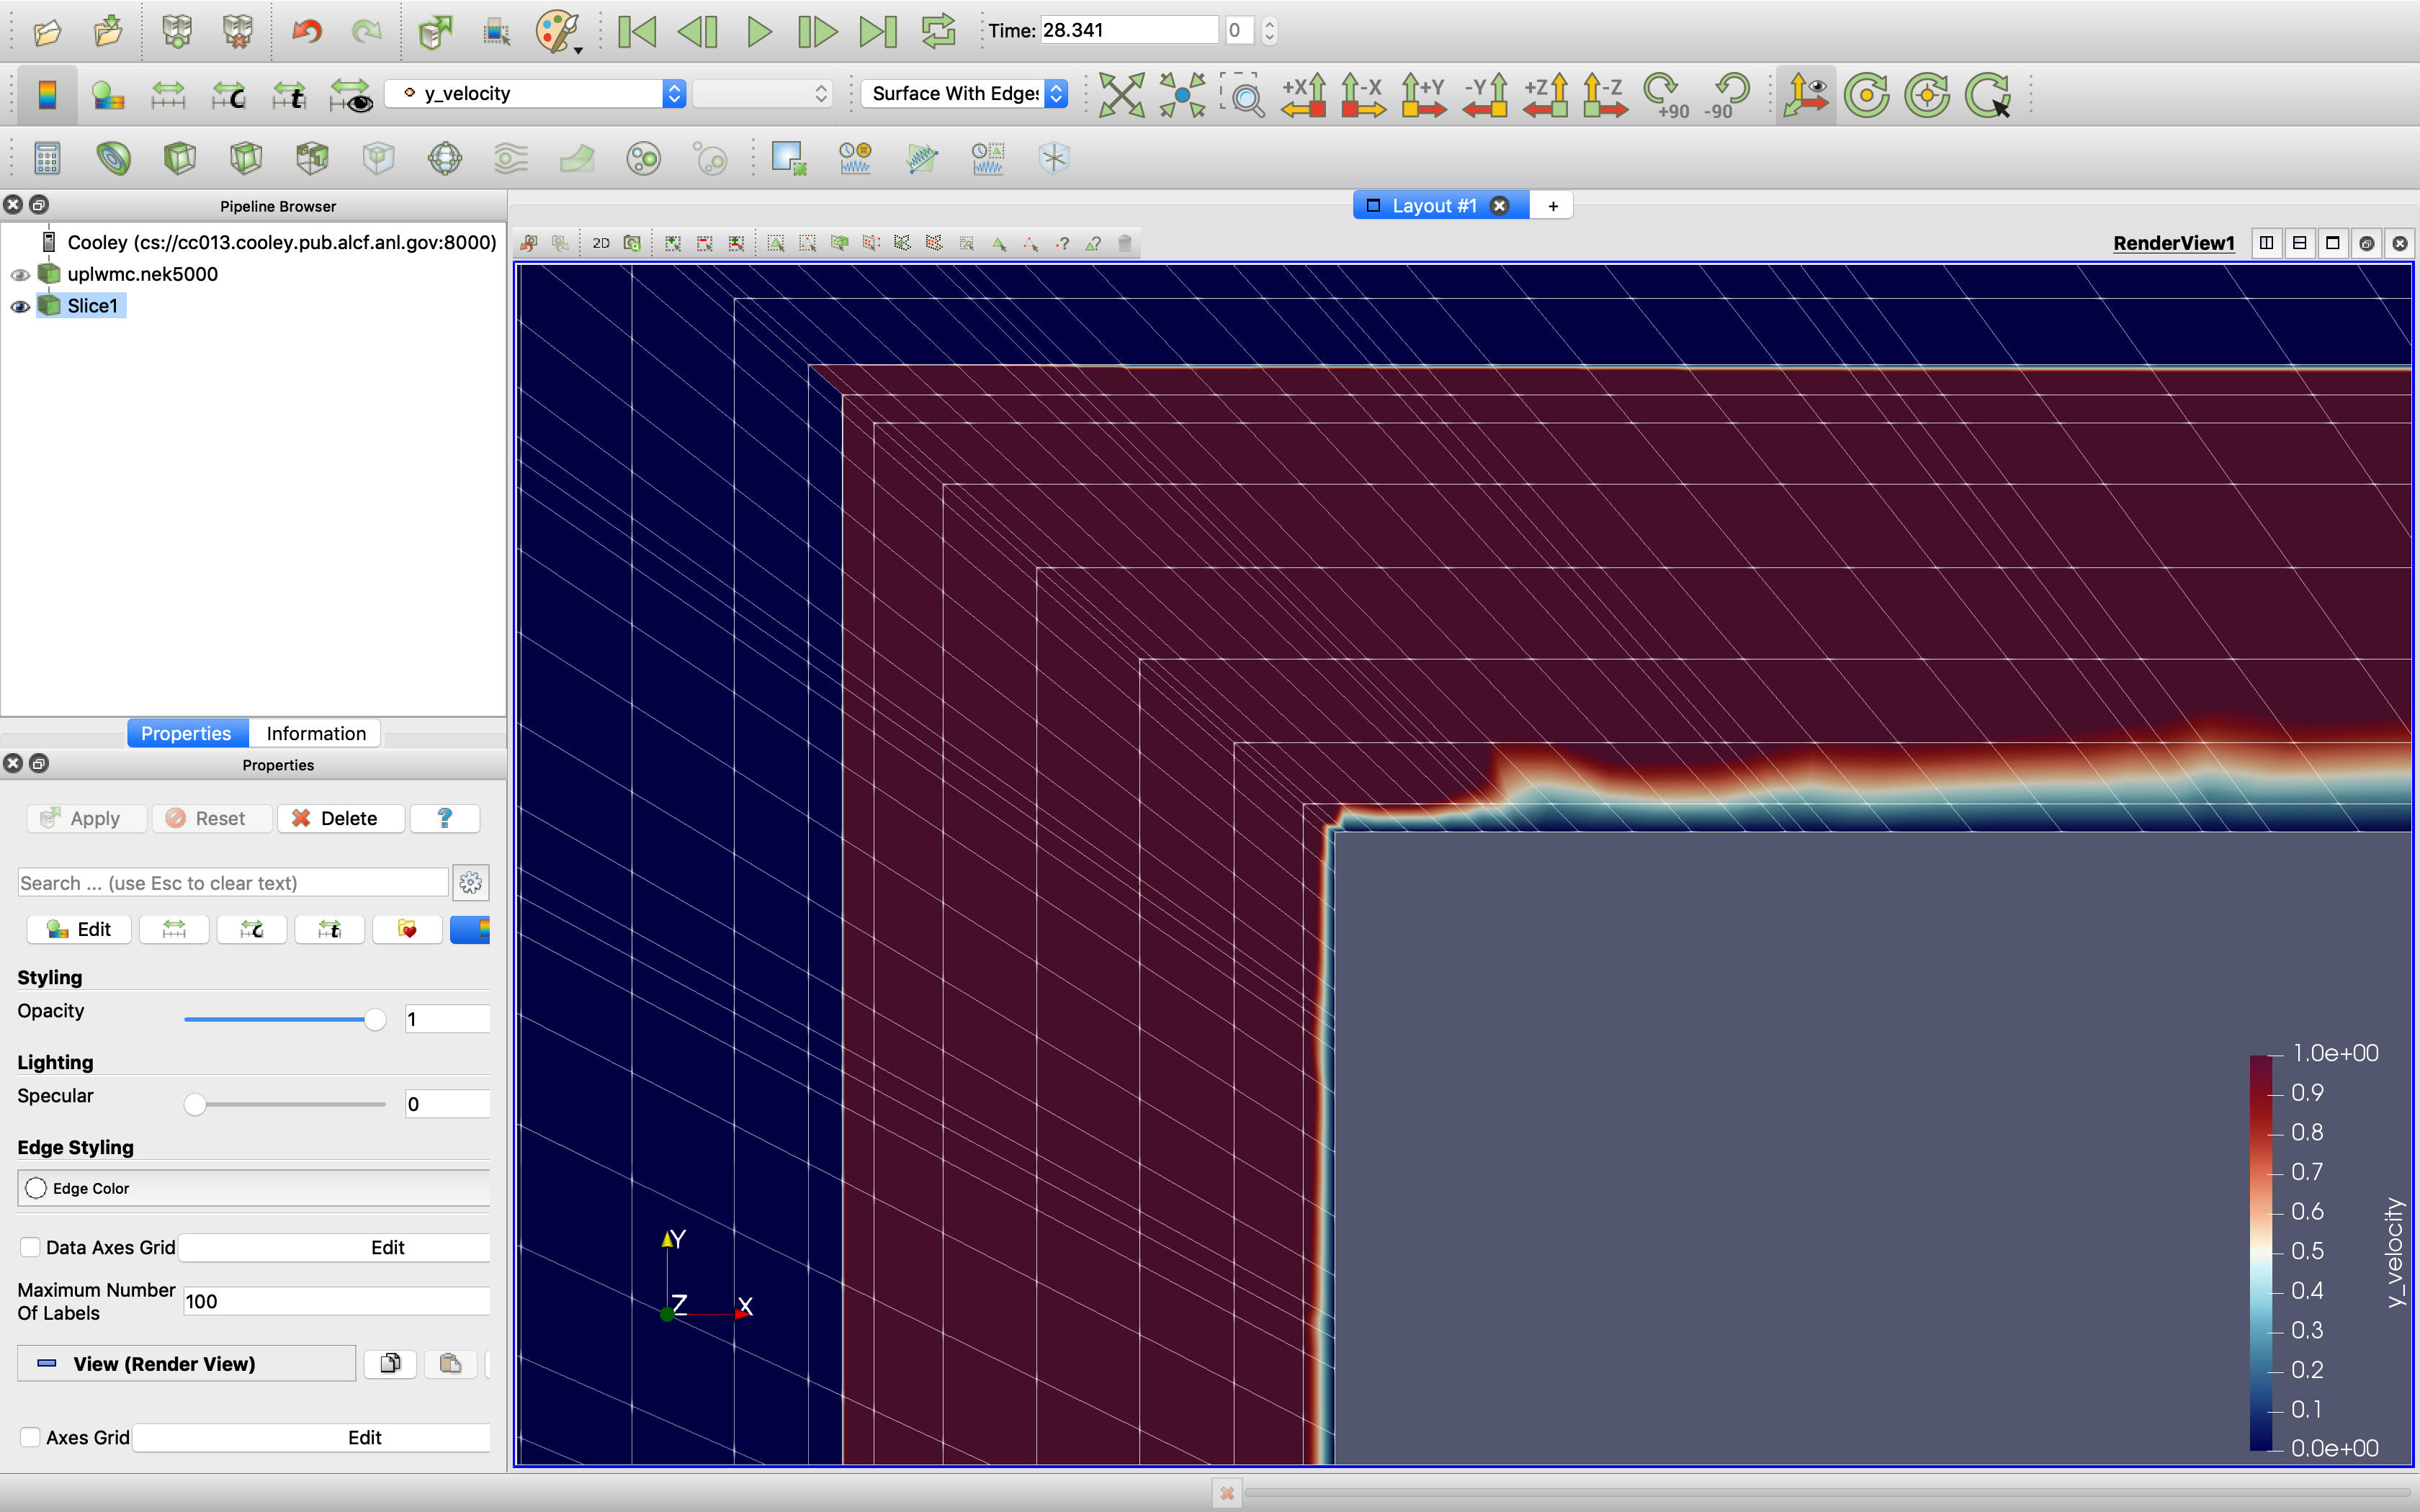 Time: 28.341 0
y_velocity
Surface With Edges
+X -X +Y -Y +Z -Z +90 -90
C t
Pipeline Browser
Layout #1 +
Cooley (cs://cc013.cooley.pub.alcf.anl.gov:8000)
2D
RenderView1
uplwmc.nek5000
Slice1
Properties Information
Properties
Apply Reset Delete ?
Search ... (use Esc to clear text)
Edit C t
Styling
Opacity 1
Lighting
Specular 0
Edge Styling
Edge Color
Data Axes Grid Edit
Maximum Number
Of Labels
100
View (Render View)
Axes Grid Edit
Y
Z X
1.0e+00
0.9
0.8
0.7
0.6
0.5
0.4
0.3
0.2
0.1
0.0e+00
y_velocity